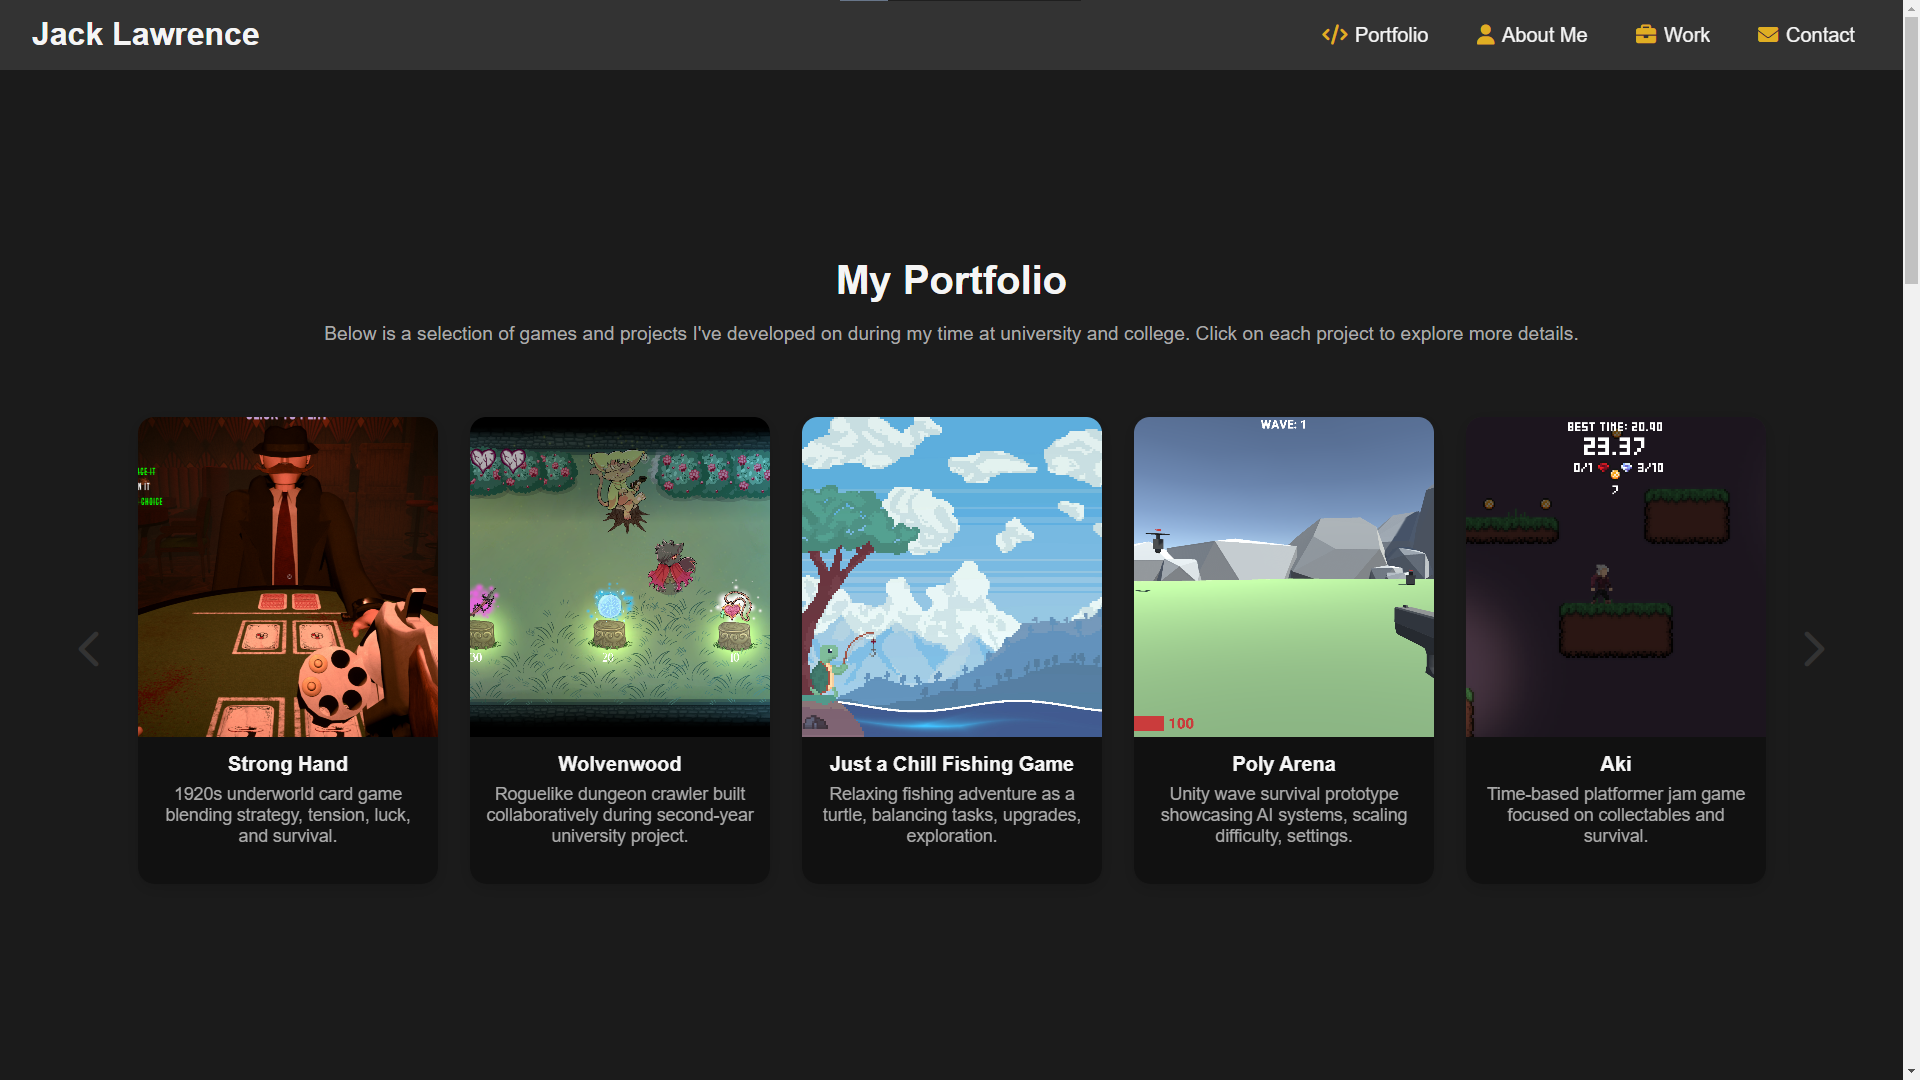 Jack Lawrence
Portfolio
About Me
Work
Contact
My Portfolio
Below is a selection of games and projects I've developed on during my time at university and college. Click on each project to explore more details.
30
20
10
WAVE: 1
100
BEST TIME: 20.90
23.37
0/1 3/10
7
Strong Hand
1920s underworld card game
blending strategy, tension, luck,
and survival.
Wolvenwood
Roguelike dungeon crawler built
collaboratively during second-year
university project.
Just a Chill Fishing Game
Relaxing fishing adventure as a
turtle, balancing tasks, upgrades,
exploration.
Poly Arena
Unity wave survival prototype
showcasing AI systems, scaling
difficulty, settings.
Aki
Time-based platformer jam game
focused on collectables and
survival.